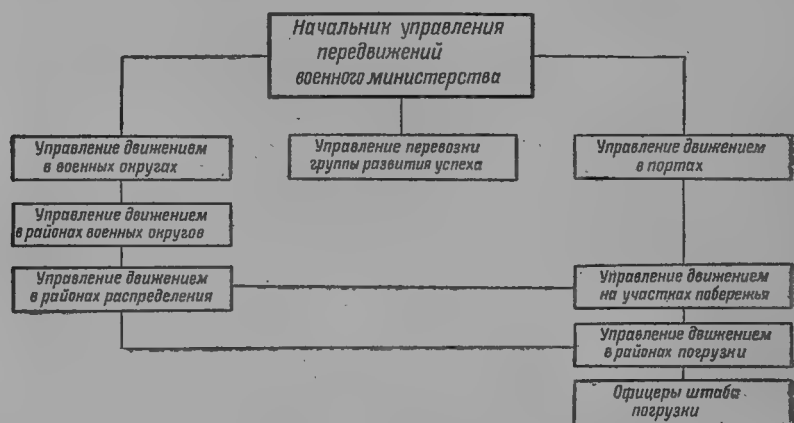 Начальник управления
передвижений
военного министерства
Управление движением
в военных округах
Управление перевозки
группы развития успеха
Управление движением
в портах
Управление движением
в районах военных округов
Управление движением
в районах распределения
Управление движением
на участках побережья
Управление движением
в районах погрузки
Офицеры штаба
погрузки